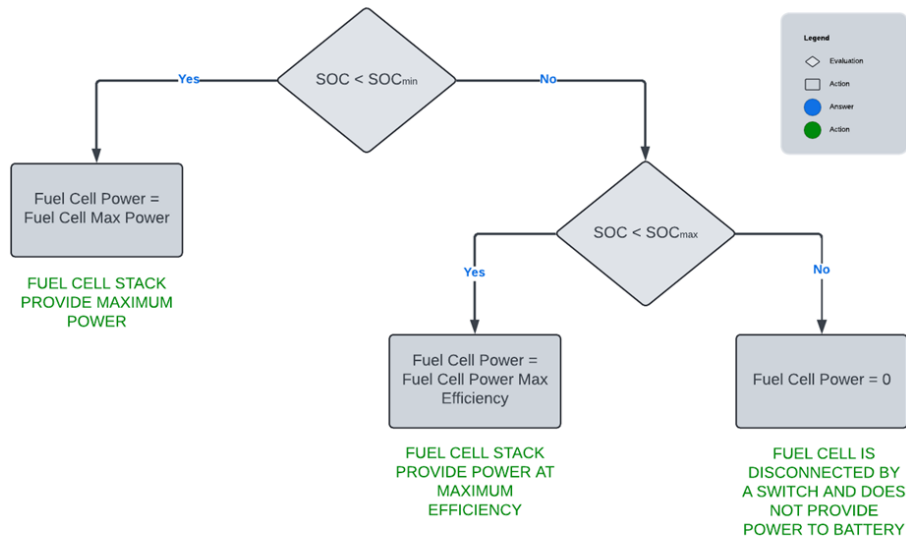 Legend
Evaluation
Action
Answer
Action
SOC < SOCmin
Yes
No
Fuel Cell Power =
Fuel Cell Max Power
FUEL CELL STACK
PROVIDE MAXIMUM
POWER
SOC < SOCmax
Yes
No
Fuel Cell Power =
Fuel Cell Power Max
Efficiency
FUEL CELL STACK
PROVIDE POWER AT
MAXIMUM
EFFICIENCY
Fuel Cell Power = 0
FUEL CELL IS
DISCONNECTED BY
A SWITCH AND DOES
NOT PROVIDE
POWER TO BATTERY